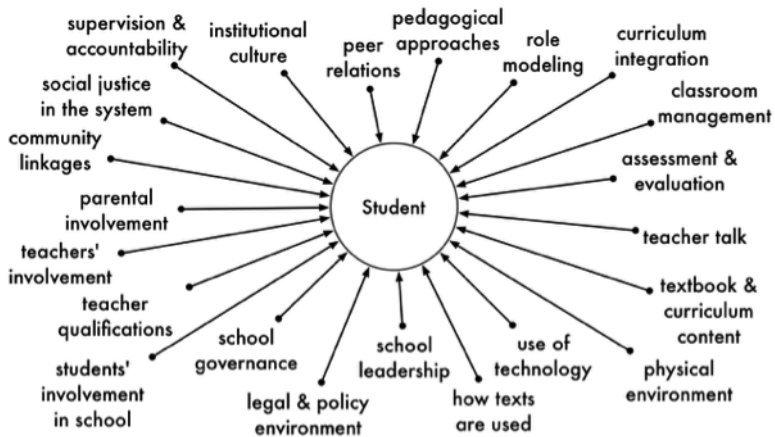 supervision &
accountability
institutional
culture
peer
relations
pedagogical
approaches
role
modeling
curriculum
integration
classroom
management
assessment &
evaluation
teacher talk
textbook &
curriculum
content
physical
environment
use of
technology
how texts
are used
school
leadership
legal & policy
environment
school
governance
students'
involvement
in school
teacher
qualifications
teachers'
involvement
parental
involvement
community
linkages
social justice
in the system
Student